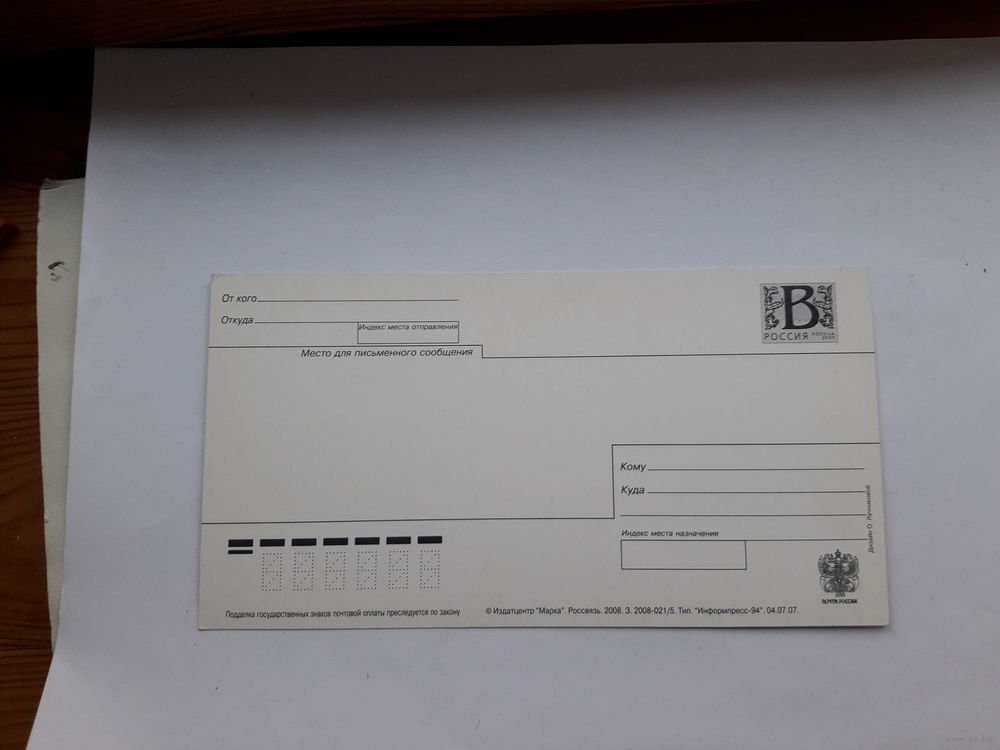 От кого
Откуда
Индекс места отправления
Место для письменного сообщения
В
РОССИЯ ROSSIJA
Кому
Куда
Индекс места назначения
Дизайн О. Лучниковой
ПОЧТА РОССИИ
Подделка государственных знаков почтовой оплаты преследуется по закону
© Издатцентр "Марка". Россвязь. 2008. З. 2008-021/5. Тип. "Информпресс-94". 04.07.07.